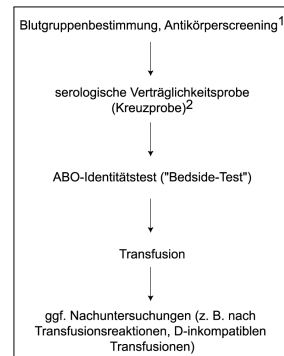 Blutgruppenbestimmung, Antikörperscreening1
serologische Verträglichkeitsprobe
(Kreuzprobe)2
ABO-Identitätstest ("Bedside-Test")
Transfusion
ggf. Nachuntersuchungen (z. B. nach
Transfusionsreaktionen, D-inkompatiblen
Transfusionen)